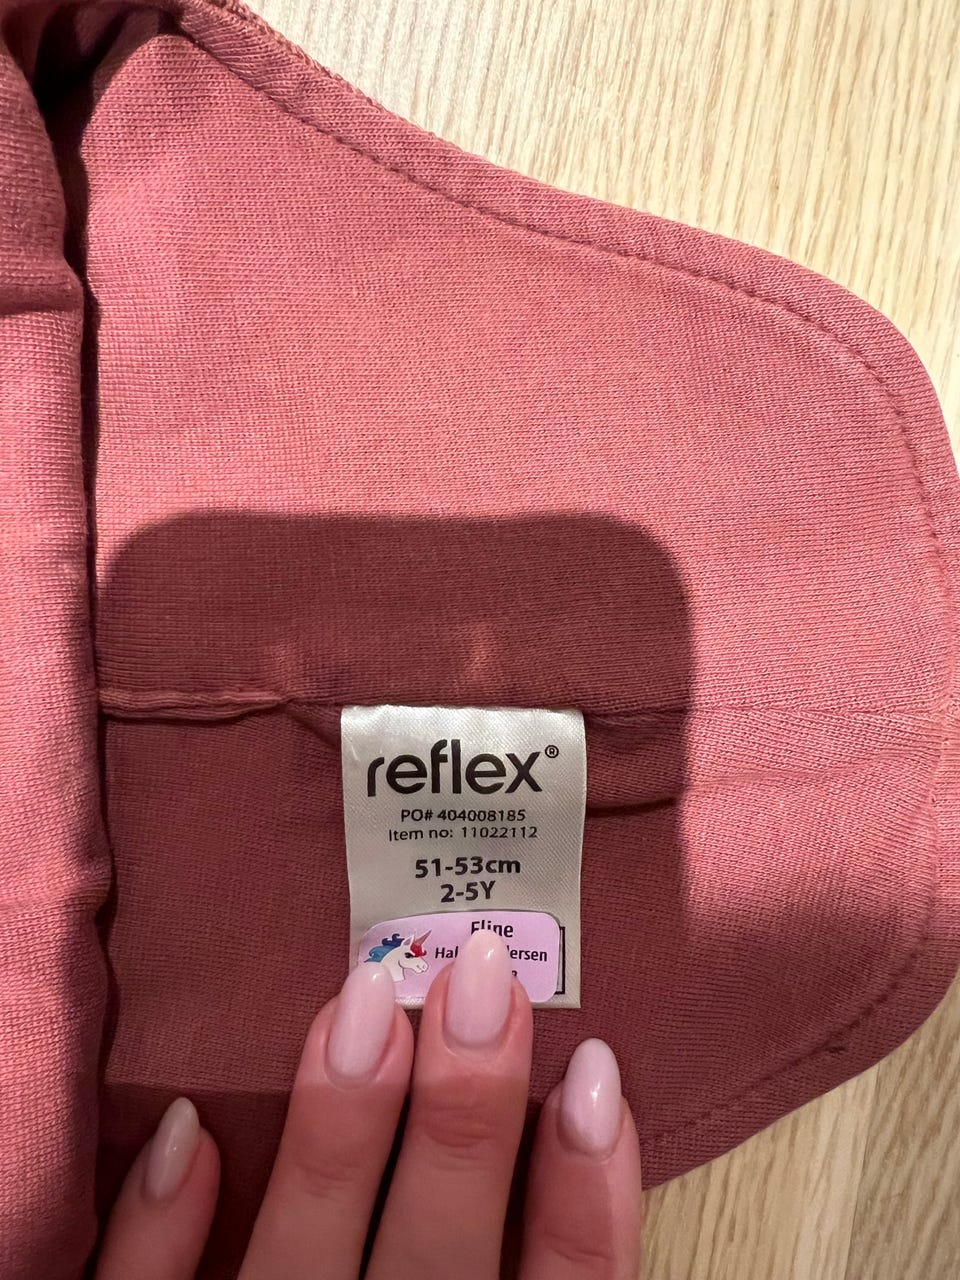 reflex®
PO# 404008185
Item no: 11022112
51-53cm
2-5Y
Eline